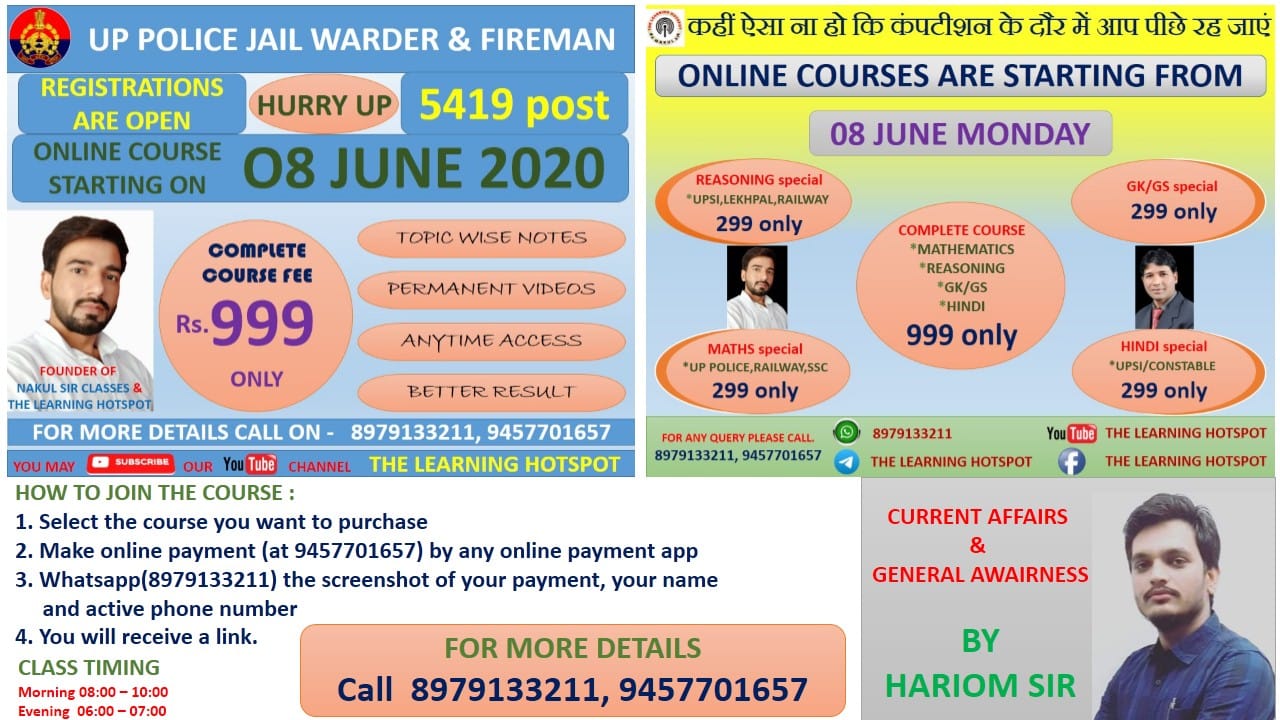 UP POLICE JAIL WARDER & FIREMAN
REGISTRATIONS
ARE OPEN
HURRY UP
5419 post
ONLINE COURSE
STARTING ON
O8 JUNE 2020
FOUNDER OF
NAKUL SIR CLASSES &
THE LEARNING HOTSPOT
COMPLETE
COURSE FEE
Rs.999
ONLY
TOPIC WISE NOTES
PERMANENT VIDEOS
ANYTIME ACCESS
BETTER RESULT
FOR MORE DETAILS CALL ON - 8979133211, 9457701657
YOU MAY SUBSCRIBE OUR YouTube CHANNEL THE LEARNING HOTSPOT
कहीं ऐसा ना हो कि कंपटीशन के दौर में आप पीछे रह जाएं
ONLINE COURSES ARE STARTING FROM
08 JUNE MONDAY
REASONING special
*UPSI,LEKHPAL,RAILWAY
299 only
GK/GS special
299 only
COMPLETE COURSE
*MATHEMATICS
*REASONING
*GK/GS
*HINDI
999 only
MATHS special
*UP POLICE,RAILWAY,SSC
299 only
HINDI special
*UPSI/CONSTABLE
299 only
FOR ANY QUERY PLEASE CALL.
8979133211, 9457701657
8979133211
THE LEARNING HOTSPOT
YouTube THE LEARNING HOTSPOT
THE LEARNING HOTSPOT
HOW TO JOIN THE COURSE :
1. Select the course you want to purchase
2. Make online payment (at 9457701657) by any online payment app
3. Whatsapp(8979133211) the screenshot of your payment, your name
and active phone number
4. You will receive a link.
CLASS TIMING
Morning 08:00 – 10:00
Evening 06:00 – 07:00
FOR MORE DETAILS
Call 8979133211, 9457701657
CURRENT AFFAIRS
&
GENERAL AWAIRNESS
BY
HARIOM SIR